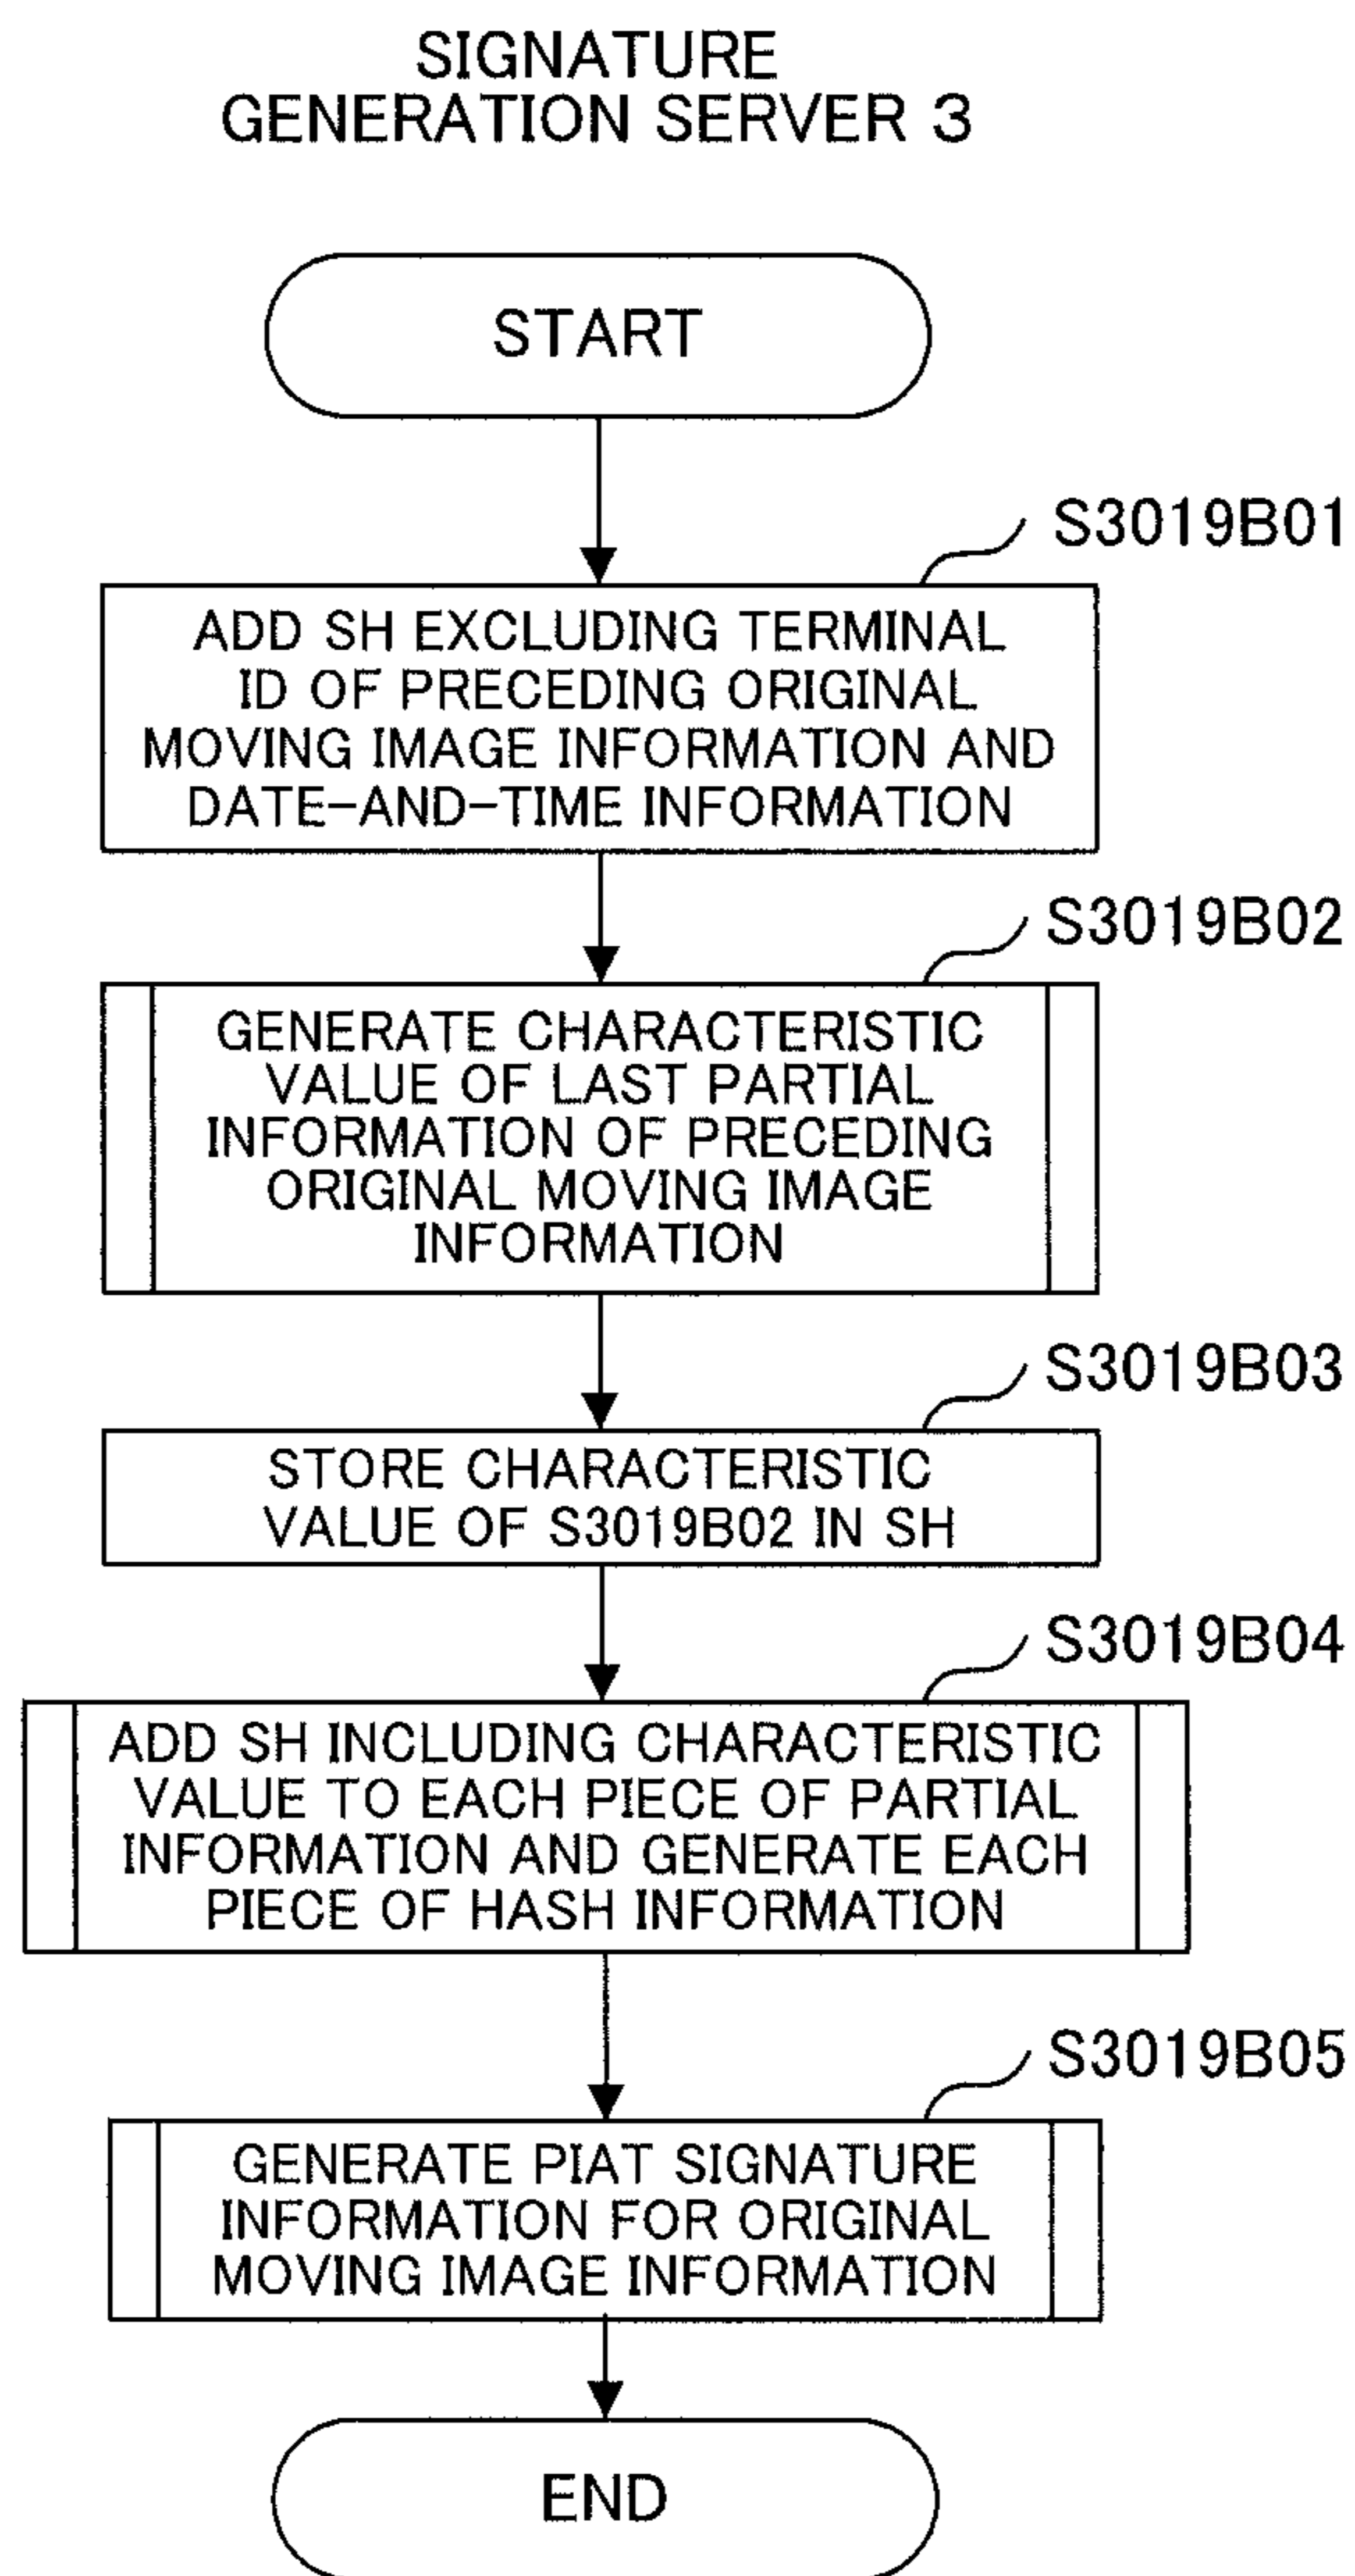 SIGNATURE
GENERATION SERVER 3
START
S3019B01
ADD SH EXCLUDING TERMINAL
ID OF PRECEDING ORIGINAL
MOVING IMAGE INFORMATION AND
DATE-AND-TIME INFORMATION
S3019B02
GENERATE CHARACTERISTIC
VALUE OF LAST PARTIAL
INFORMATION OF PRECEDING
ORIGINAL MOVING IMAGE
INFORMATION
S3019B03
STORE CHARACTERISTIC
VALUE OF S3019B02 IN SH
S3019B04
ADD SH INCLUDING CHARACTERISTIC
VALUE TO EACH PIECE OF PARTIAL
INFORMATION AND GENERATE EACH
PIECE OF HASH INFORMATION
S3019B05
GENERATE PIAT SIGNATURE
INFORMATION FOR ORIGINAL
MOVING IMAGE INFORMATION
END